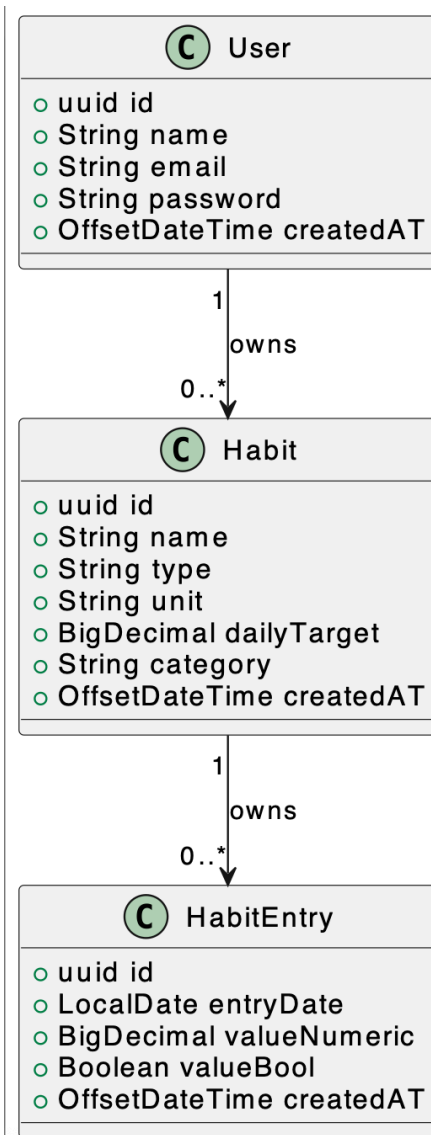 C User
uuid id
String name
String email
String password
OffsetDateTime createdAT
1
owns
0..*
C Habit
uuid id
String name
String type
String unit
BigDecimal dailyTarget
String category
OffsetDateTime createdAT
1
owns
0..*
C HabitEntry
uuid id
LocalDate entryDate
BigDecimal valueNumeric
Boolean valueBool
OffsetDateTime createdAT